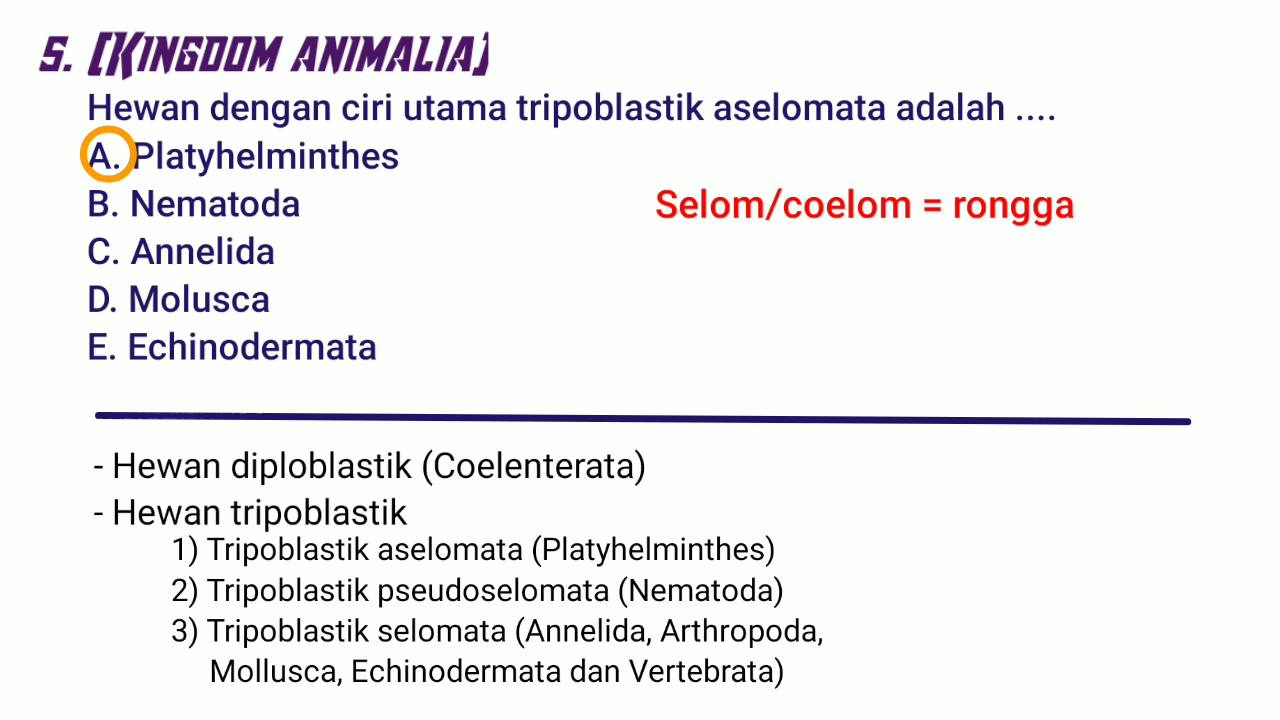 5. [KINGDOM ANIMALIA]
Hewan dengan ciri utama tripoblastik aselomata adalah ....
A. Platyhelminthes
B. Nematoda
Selom/coelom = rongga
C. Annelida
D. Molusca
E. Echinodermata
- Hewan diploblastik (Coelenterata)
- Hewan tripoblastik
1) Tripoblastik aselomata (Platyhelminthes)
2) Tripoblastik pseudoselomata (Nematoda)
3) Tripoblastik selomata (Annelida, Arthropoda,
Mollusca, Echinodermata dan Vertebrata)